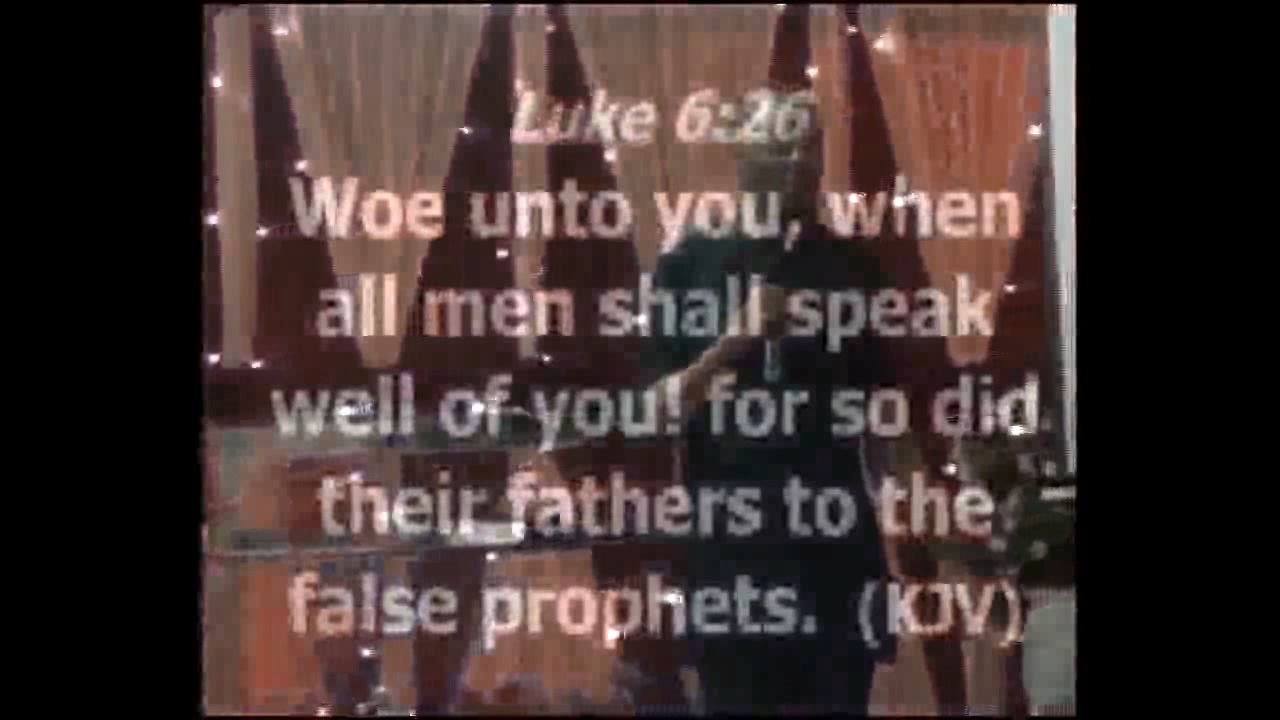 Luke 6:26
Woe unto you, when
all men shall speak
well of you! for so did
their fathers to the
false prophets. (KJV)